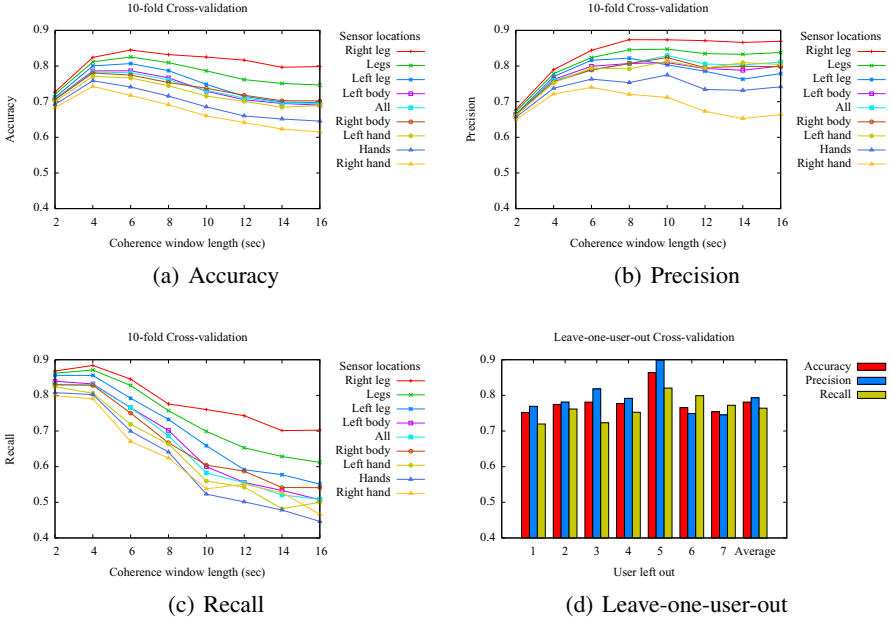 10-fold Cross-validation
0.9
0.8
0.7
0.6
0.5
0.4
Accuracy
2 4 6 8 10 12 14 16
Coherence window length (sec)
Sensor locations
Right leg
Legs
Left leg
Left body
All
Right body
Left hand
Hands
Right hand
(a) Accuracy
10-fold Cross-validation
0.9
0.8
0.7
0.6
0.5
0.4
Precision
2 4 6 8 10 12 14 16
Coherence window length (sec)
Sensor locations
Right leg
Legs
Left leg
Left body
All
Right body
Left hand
Hands
Right hand
(b) Precision
10-fold Cross-validation
0.9
0.8
0.7
0.6
0.5
0.4
Recall
2 4 6 8 10 12 14 16
Coherence window length (sec)
Sensor locations
Right leg
Legs
Left leg
Left body
All
Right body
Left hand
Hands
Right hand
(c) Recall
Leave-one-user-out Cross-validation
0.9
0.8
0.7
0.6
0.5
0.4
1 2 3 4 5 6 7 Average
User left out
Accuracy
Precision
Recall
(d) Leave-one-user-out